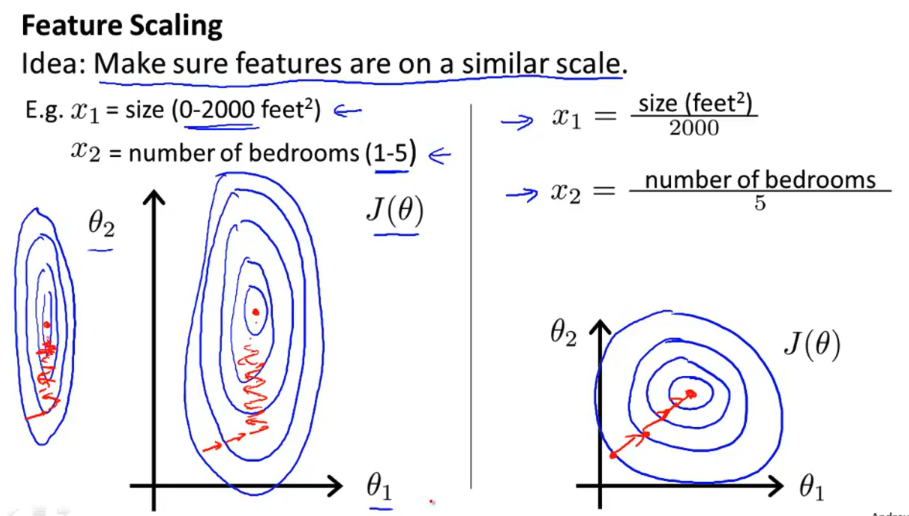 Feature Scaling
Idea: Make sure features are on a similar scale.
E.g. x₁ = size (0-2000 feet²)
x₂ = number of bedrooms (1-5)
θ₂
J(θ)
θ₁
x₁ = size (feet²) / 2000
x₂ = number of bedrooms / 5
θ₂
J(θ)
θ₁